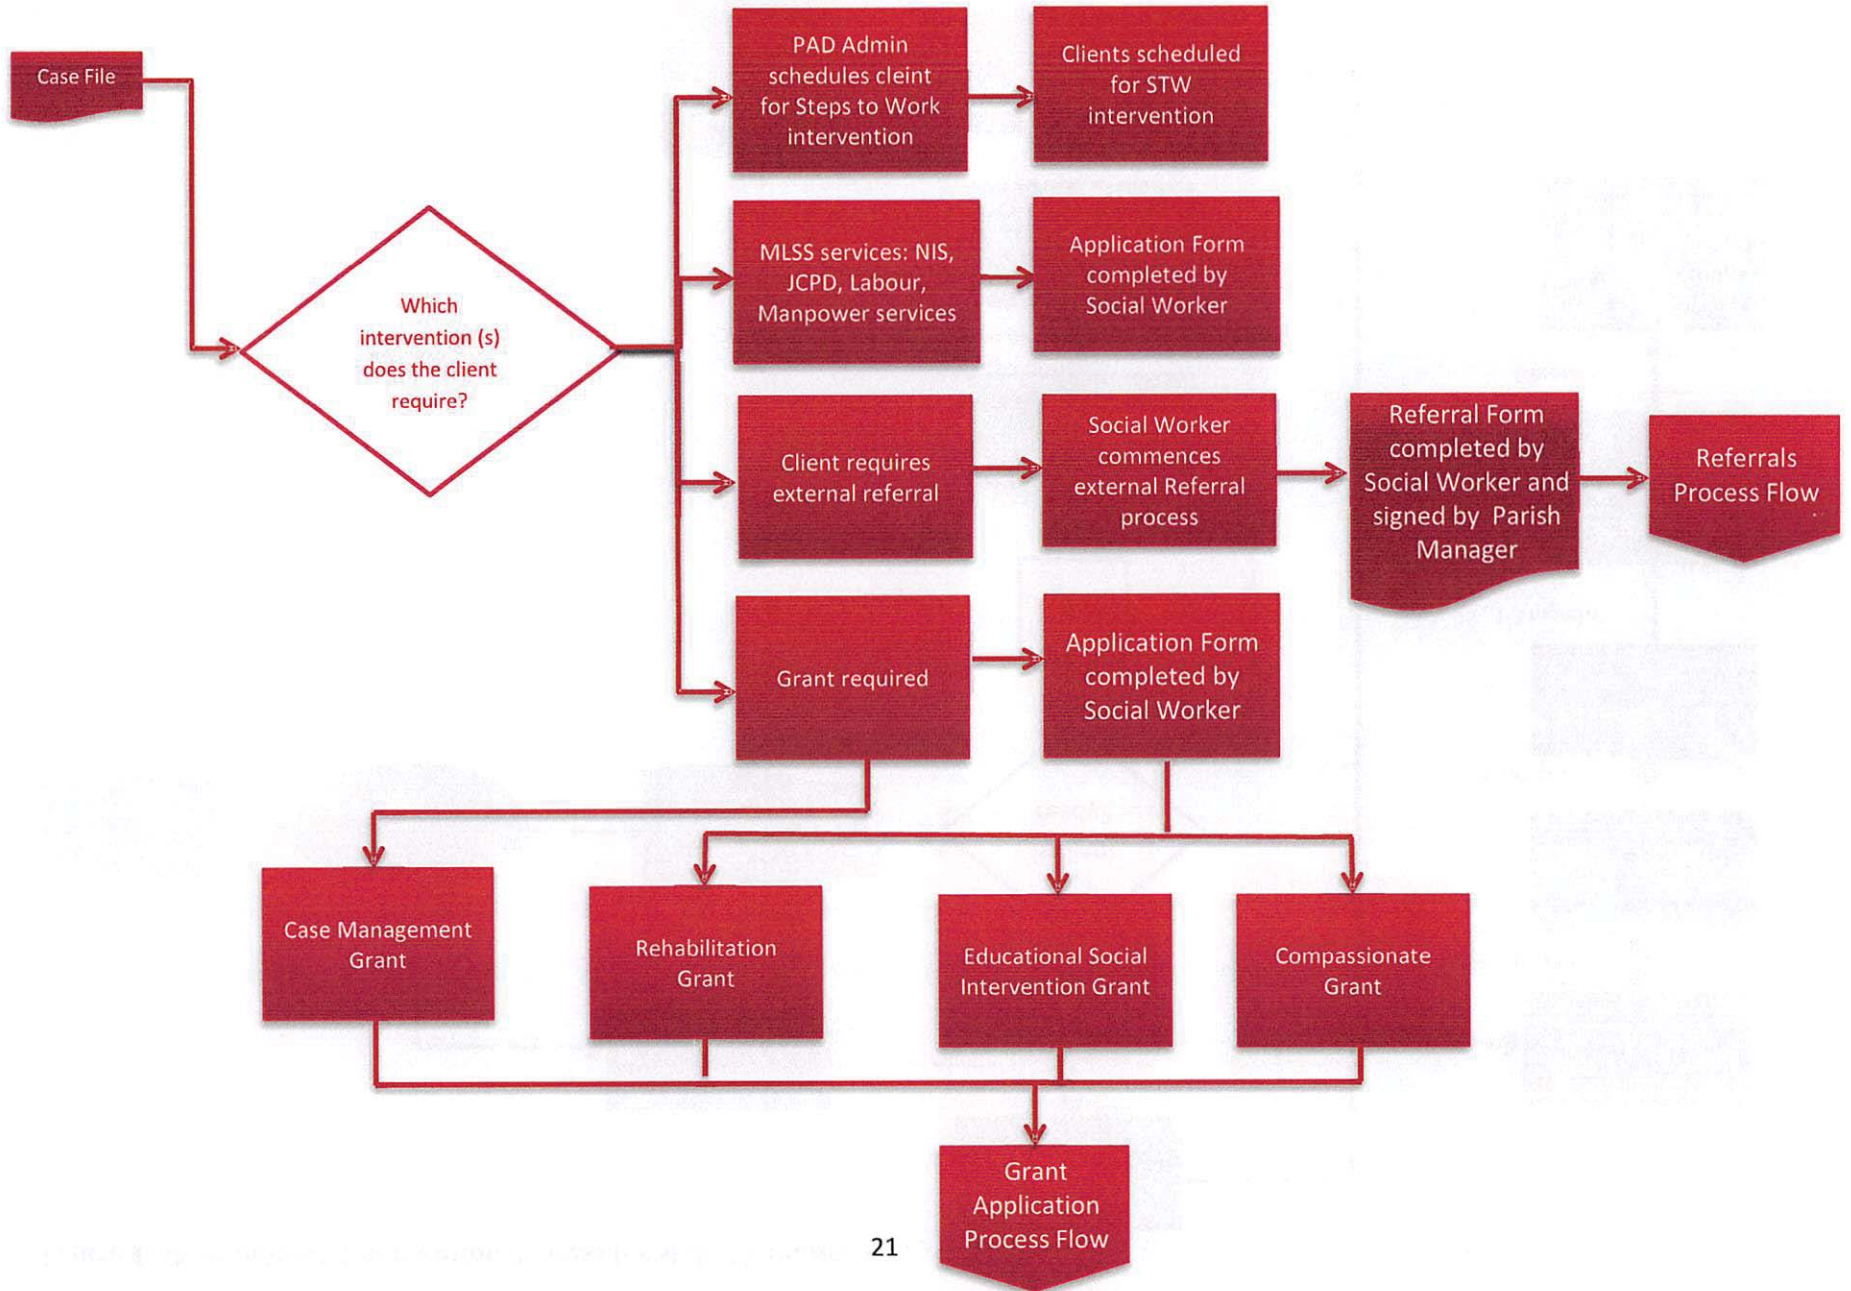 Case File
Which
intervention (s)
does the client
require?
PAD Admin
schedules cleint
for Steps to Work
intervention
Clients scheduled
for STW
intervention
MLSS services: NIS,
JCPD, Labour,
Manpower services
Application Form
completed by
Social Worker
Client requires
external referral
Social Worker
commences
external Referral
process
Referral Form
completed by
Social Worker and
signed by Parish
Manager
Referrals
Process Flow
Grant required
Application Form
completed by
Social Worker
Case Management
Grant
Rehabilitation
Grant
Educational Social
Intervention Grant
Compassionate
Grant
Grant
Application
Process Flow
21